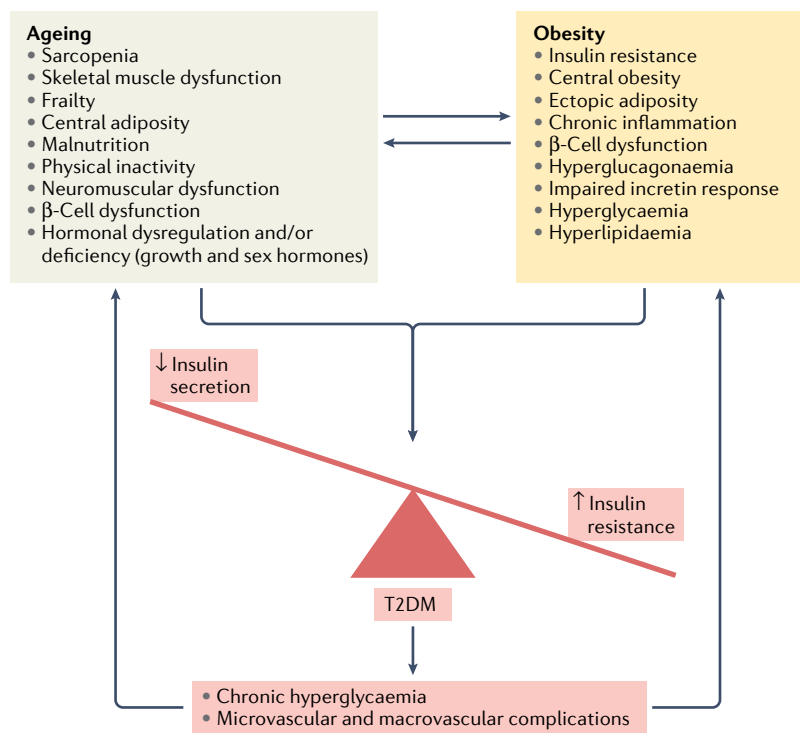 Ageing
• Sarcopenia
• Skeletal muscle dysfunction
• Frailty
• Central adiposity
• Malnutrition
• Physical inactivity
• Neuromuscular dysfunction
• β-Cell dysfunction
• Hormonal dysregulation and/or
deficiency (growth and sex hormones)
Obesity
• Insulin resistance
• Central obesity
• Ectopic adiposity
• Chronic inflammation
• β-Cell dysfunction
• Hyperglucagonaemia
• Impaired incretin response
• Hyperglycaemia
• Hyperlipidaemia
↓ Insulin
secretion
↑ Insulin
resistance
T2DM
• Chronic hyperglycaemia
• Microvascular and macrovascular complications